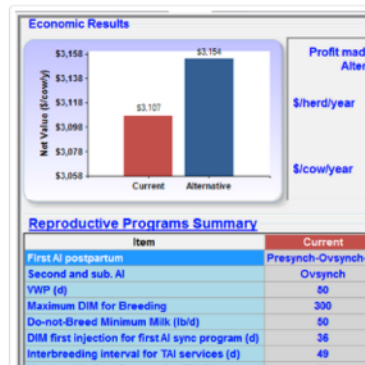 Economic Results
$3,158
$3,138
$3,118
$3,098
$3,078
$3,058
Net Value ($/cow/y)
$3,107
$3,154
Current
Alternative
Profit mad
Alter
$/herd/year
$/cow/year
Reproductive Programs Summary
Item Current
First AI postpartum Presynch-Ovsynch-
Second and sub. AI Ovsynch
VWP (d) 50
Maximum DIM for Breeding 300
Do-not-Breed Minimum Milk (lb/d) 50
DIM first injection for first AI sync program (d) 36
Interbreeding interval for TAI services (d) 49